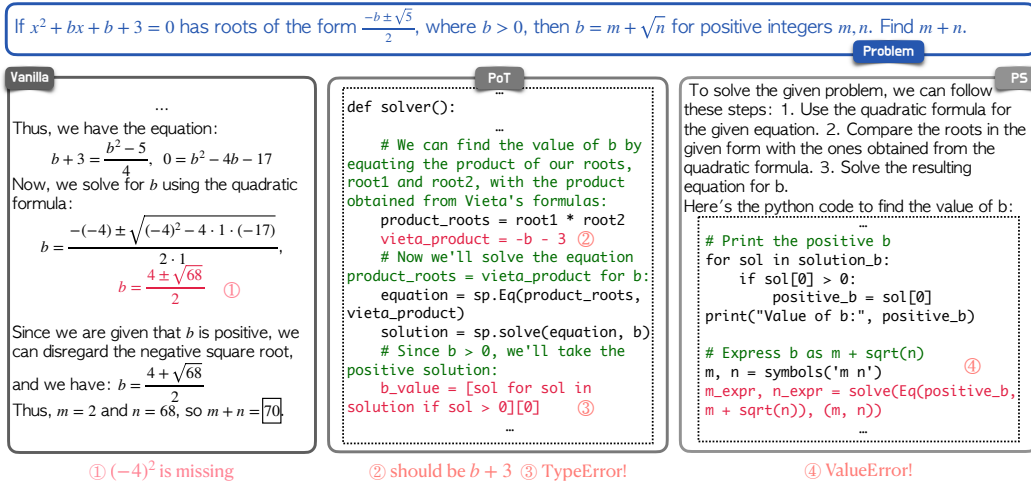 If x² + bx + b + 3 = 0 has roots of the form (-b ± √5)/2, where b > 0, then b = m + √n for positive integers m, n. Find m + n.
Problem
Vanilla
...
Thus, we have the equation:
b + 3 = (b² − 5)/4, 0 = b² − 4b − 17
Now, we solve for b using the quadratic
formula:
b = (−(−4) ± √((−4)² − 4 · 1 · (−17)))/(2 · 1),
b = (4 ± √68)/2 ①
Since we are given that b is positive, we
can disregard the negative square root,
and we have: b = (4 + √68)/2
Thus, m = 2 and n = 68, so m + n = 70.
① (−4)² is missing
PoT
...
def solver():
...
# We can find the value of b by
equating the product of our roots,
root1 and root2, with the product
obtained from Vieta's formulas:
product_roots = root1 * root2
vieta_product = -b - 3 ②
# Now we'll solve the equation
product_roots = vieta_product for b:
equation = sp.Eq(product_roots,
vieta_product)
solution = sp.solve(equation, b)
# Since b > 0, we'll take the
positive solution:
b_value = [sol for sol in
solution if sol > 0][0] ③
...
② should be b + 3 ③ TypeError!
PS
To solve the given problem, we can follow
these steps: 1. Use the quadratic formula for
the given equation. 2. Compare the roots in the
given form with the ones obtained from the
quadratic formula. 3. Solve the resulting
equation for b.
Here's the python code to find the value of b:
...
# Print the positive b
for sol in solution_b:
if sol[0] > 0:
positive_b = sol[0]
print("Value of b:", positive_b)
# Express b as m + sqrt(n)
④
m, n = symbols('m n')
m_expr, n_expr = solve(Eq(positive_b,
m + sqrt(n)), (m, n))
...
④ ValueError!